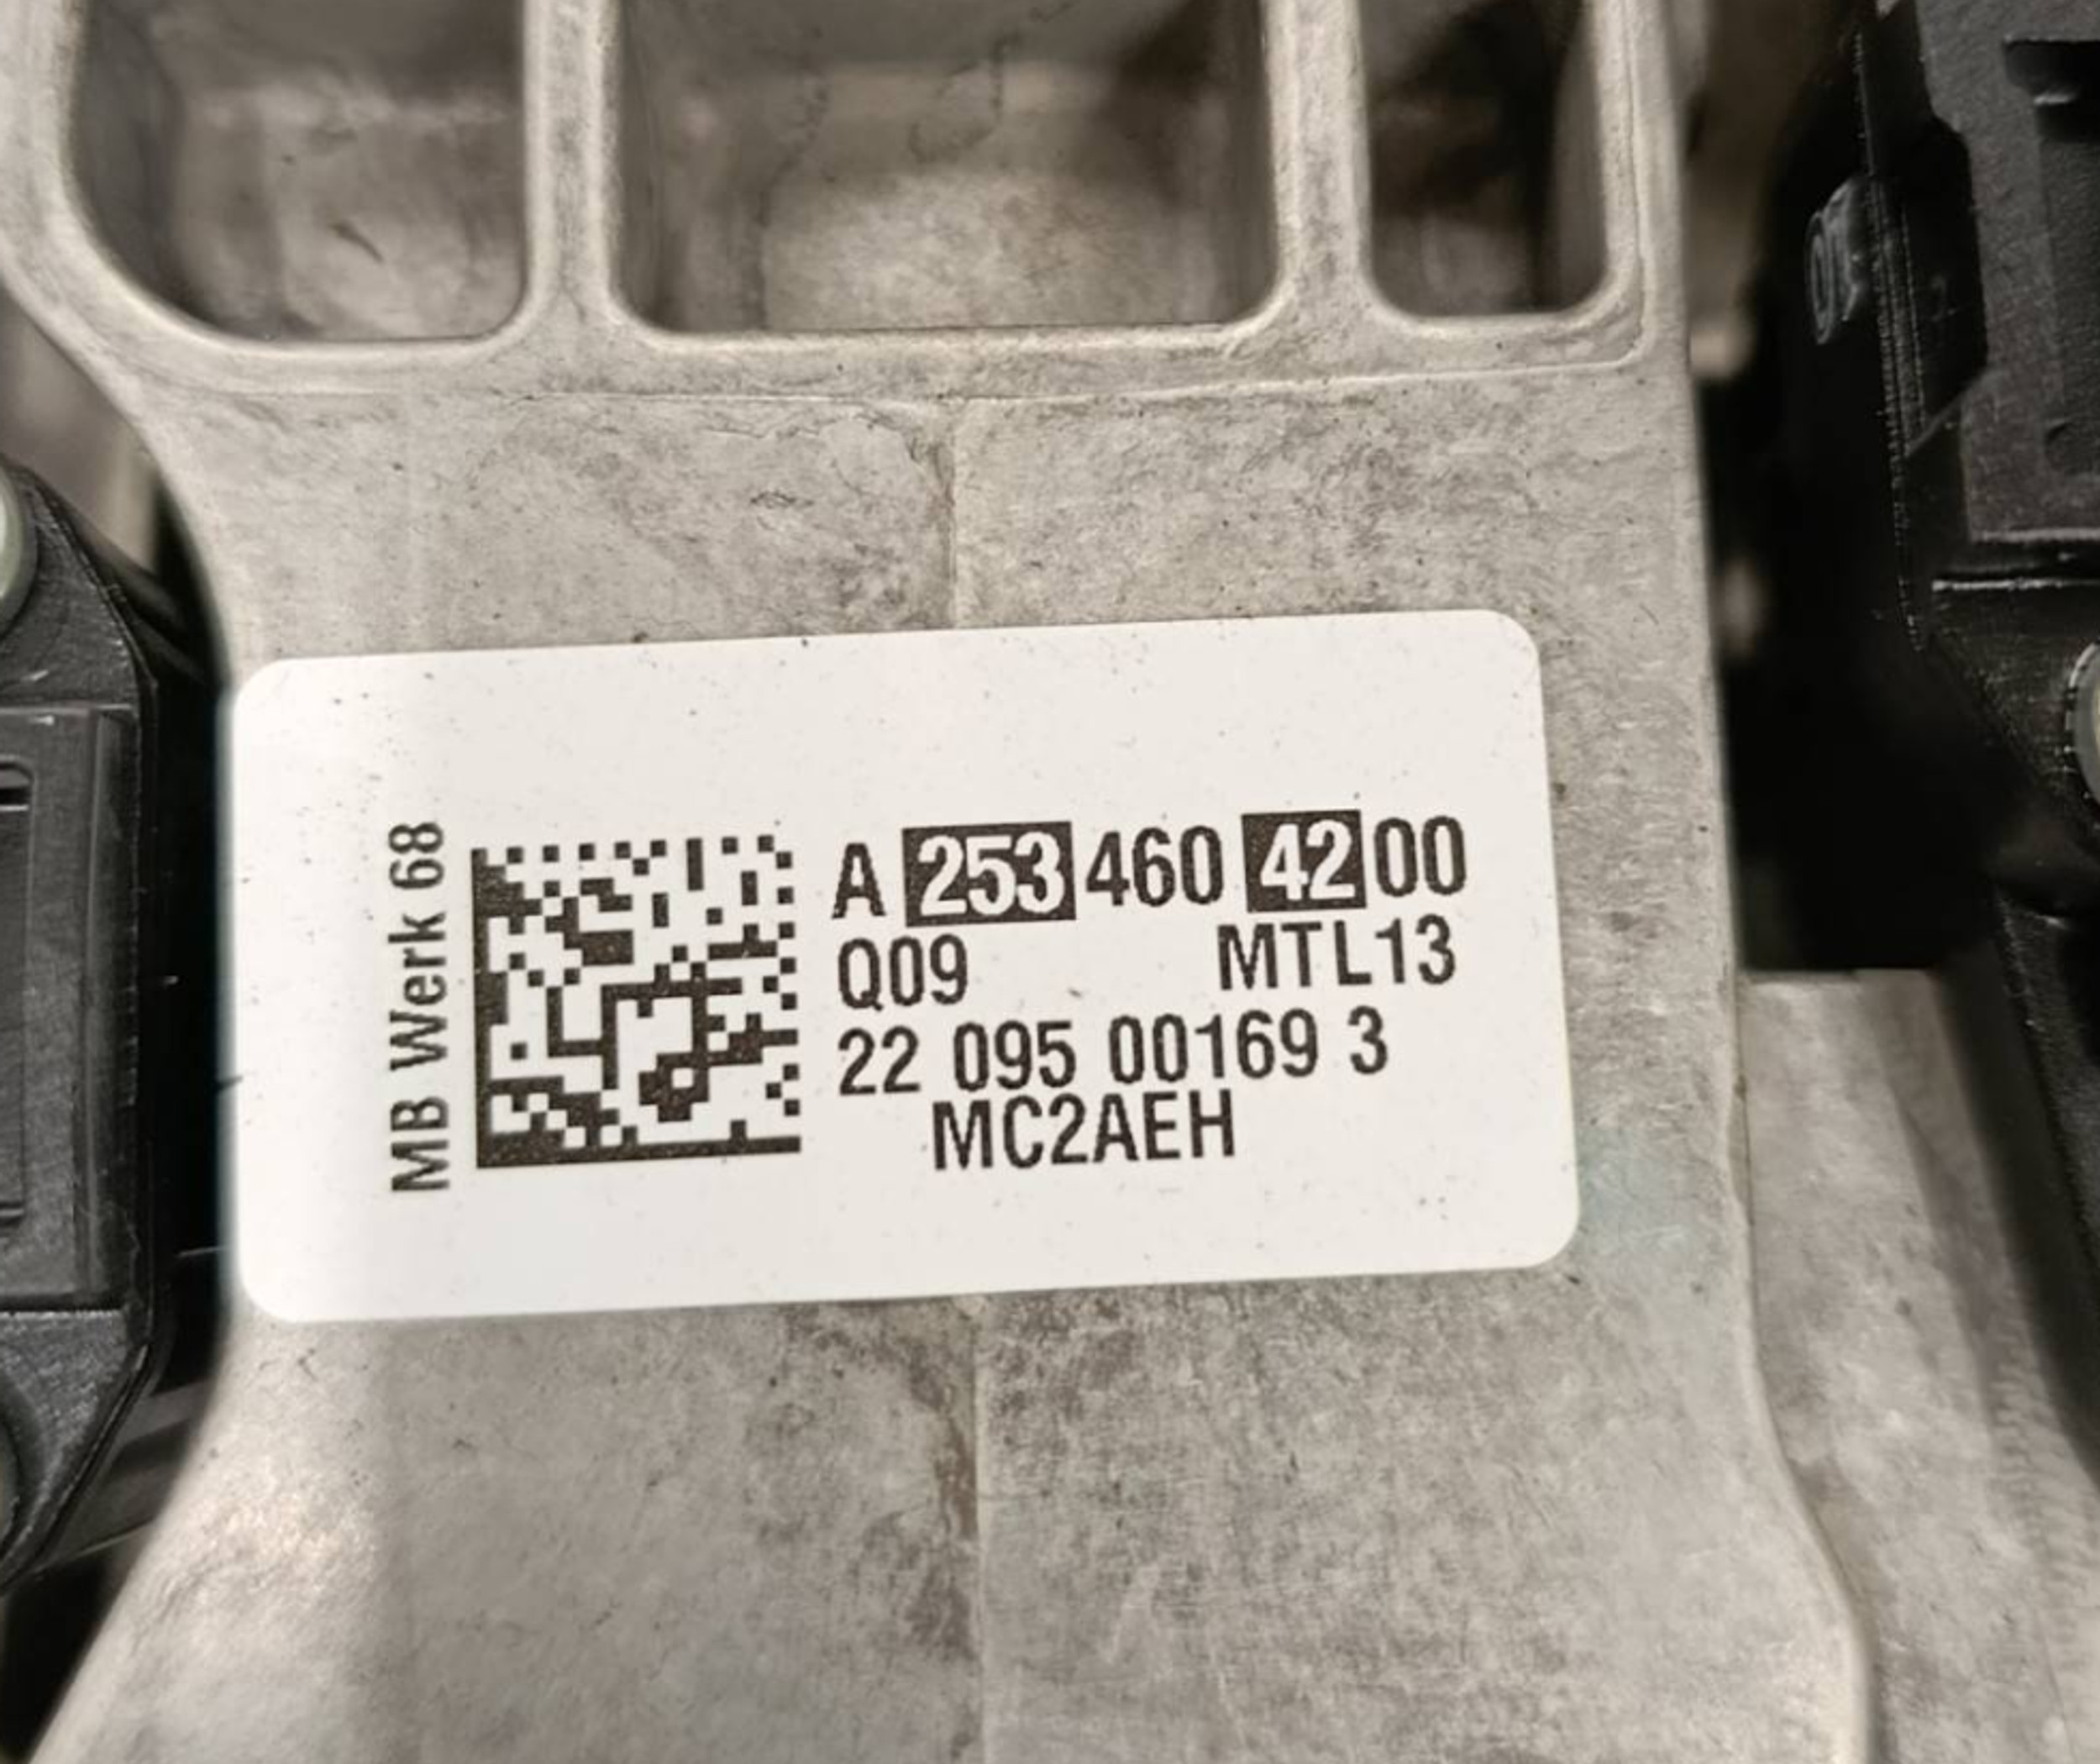 MB Werk 68
A 253 460 42 00
Q09 MTL13
22 095 00169 3
MC2AEH